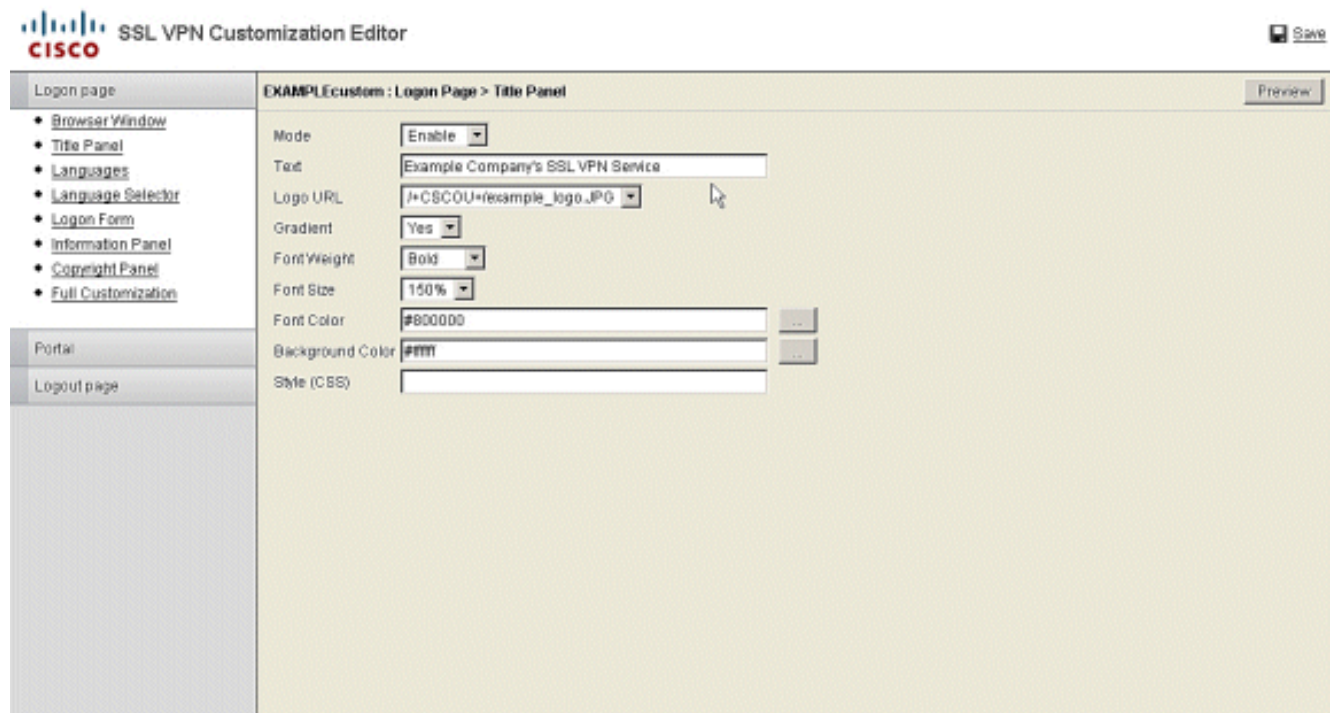 CISCO SSL VPN Customization Editor Save
Logon page
Browser Window
Title Panel
Languages
Language Selector
Logon Form
Information Panel
Copyright Panel
Full Customization
Portal
Logout page
EXAMPLEcustom : Logon Page > Title Panel Preview
Mode Enable
Text Example Company's SSL VPN Service
Logo URL /+CSCOU+/example_logo.JPG
Gradient Yes
Font Weight Bold
Font Size 150%
Font Color #800000 ...
Background Color #ffffff ...
Style (CSS)